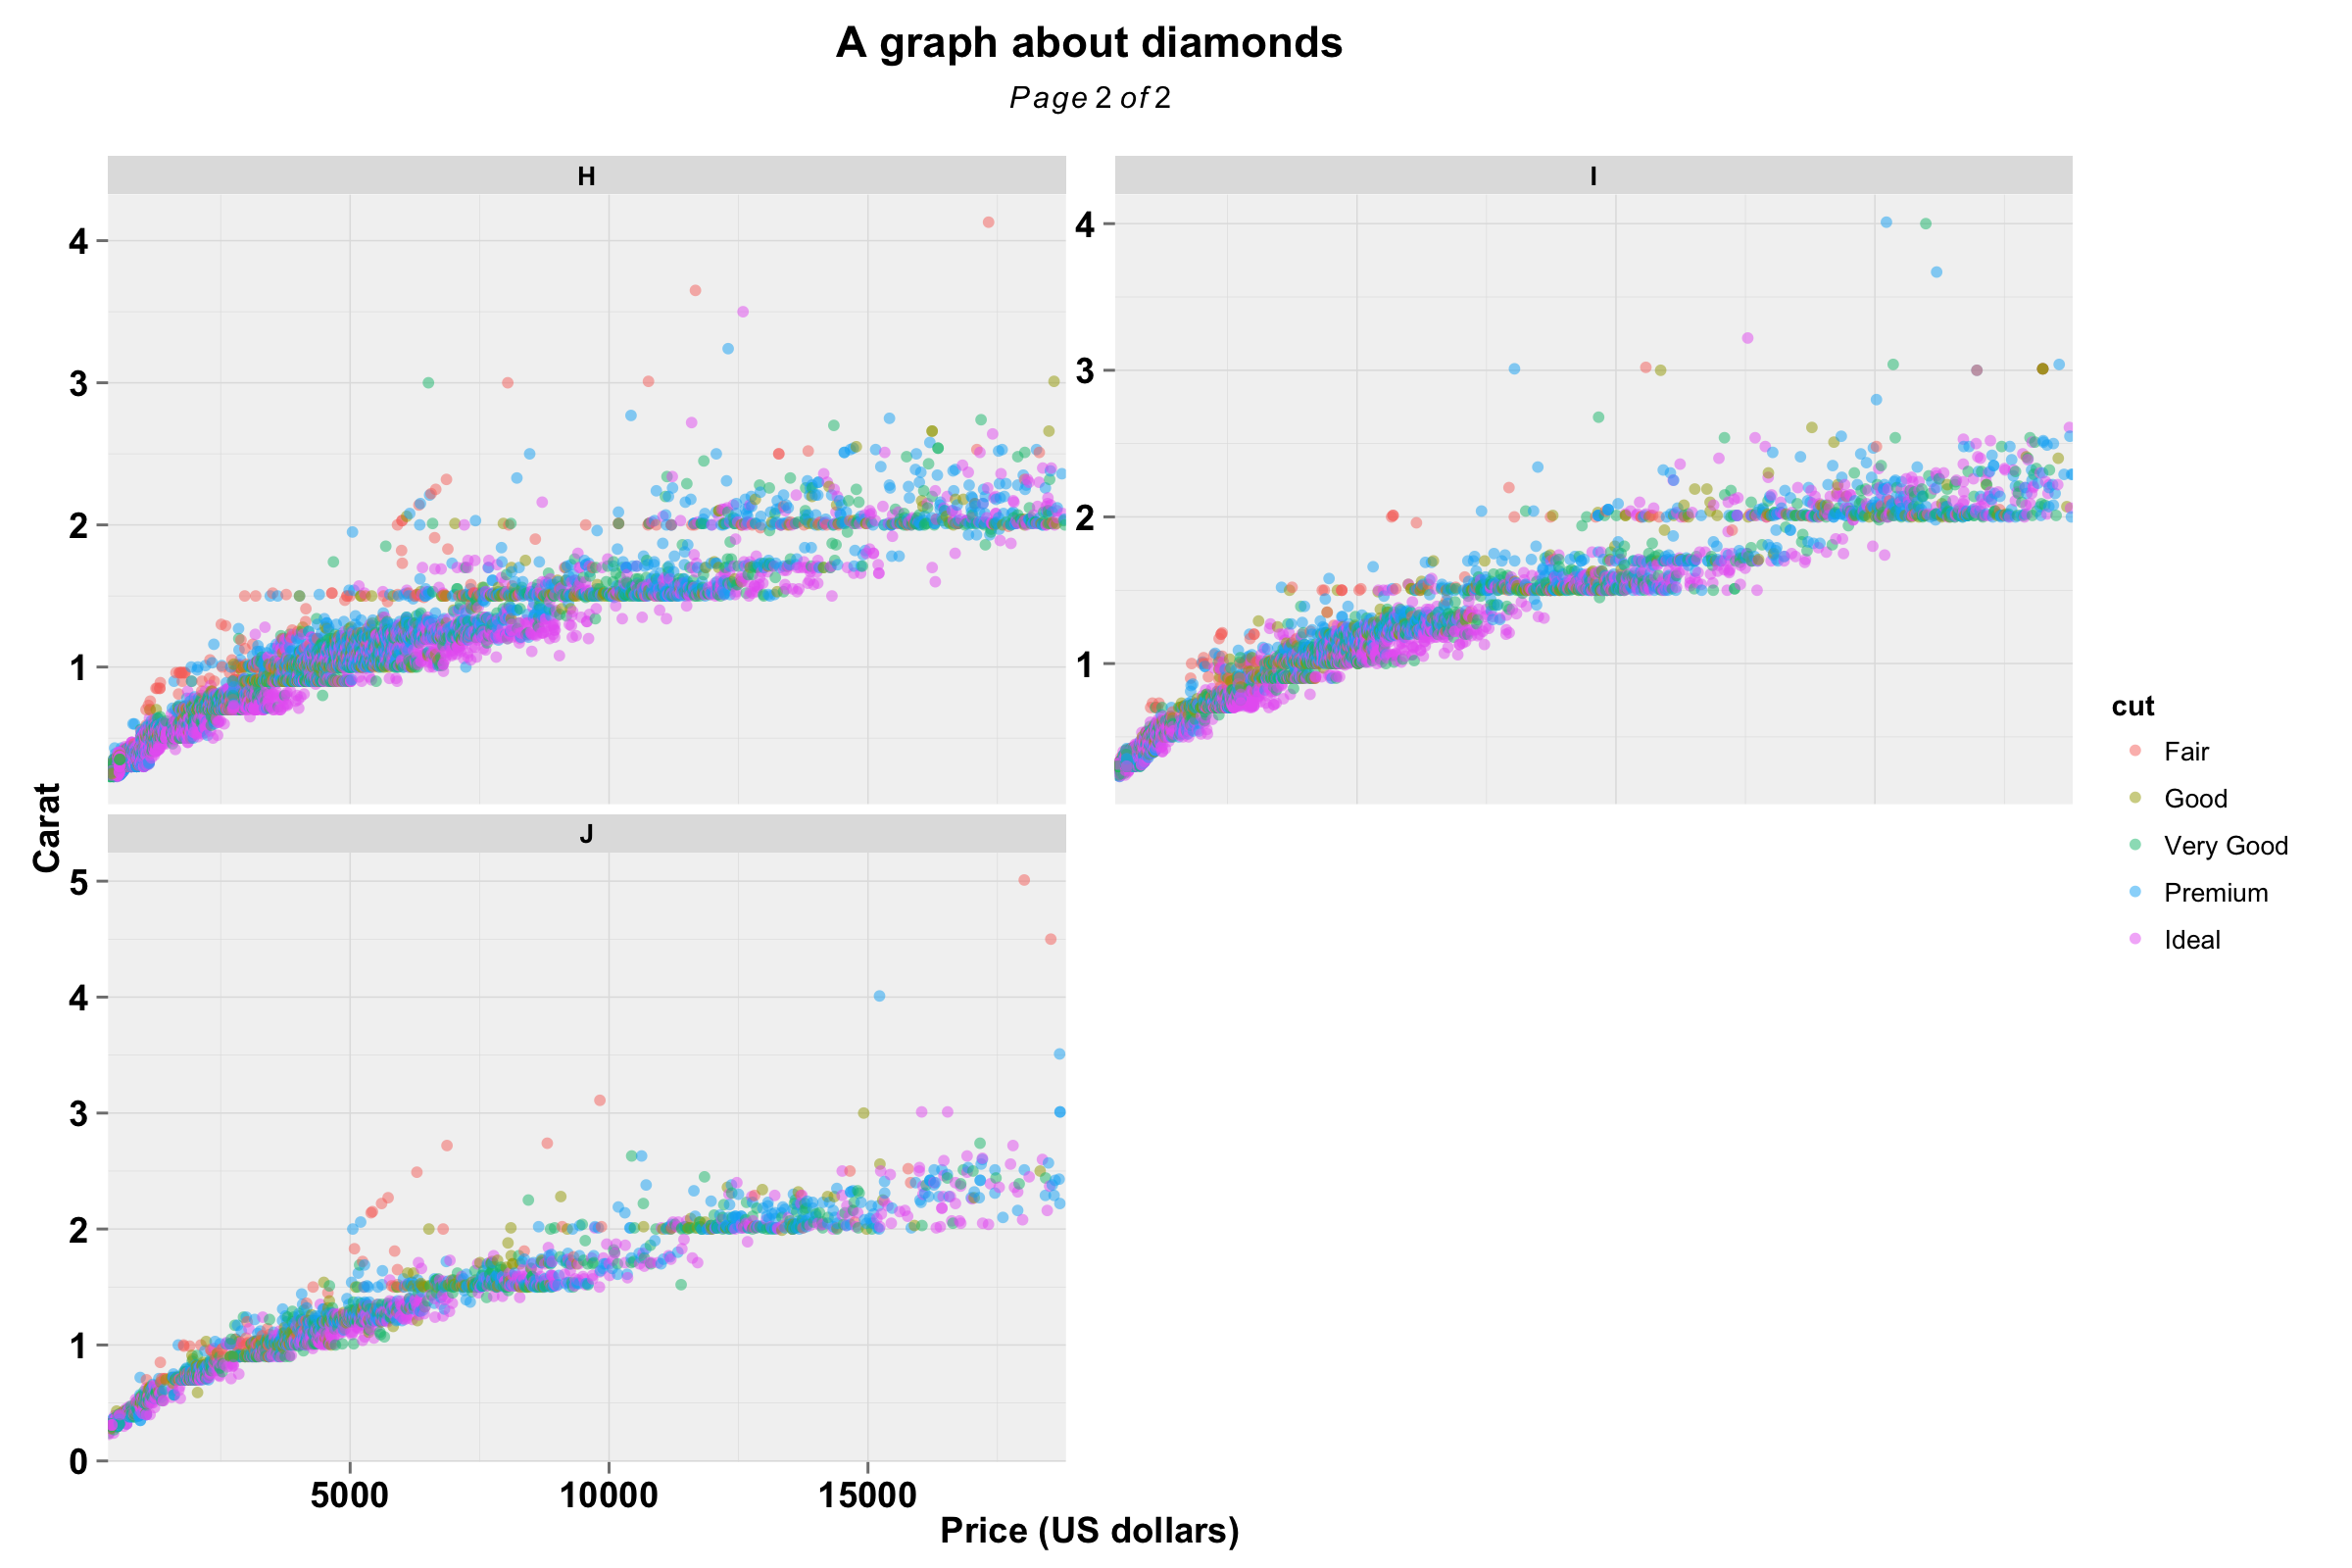 A graph about diamonds
Page 2 of 2
H
4
3
2
1
I
4
3
2
1
J
5
4
3
2
1
0
5000 10000 15000
Carat
Price (US dollars)
cut
Fair
Good
Very Good
Premium
Ideal